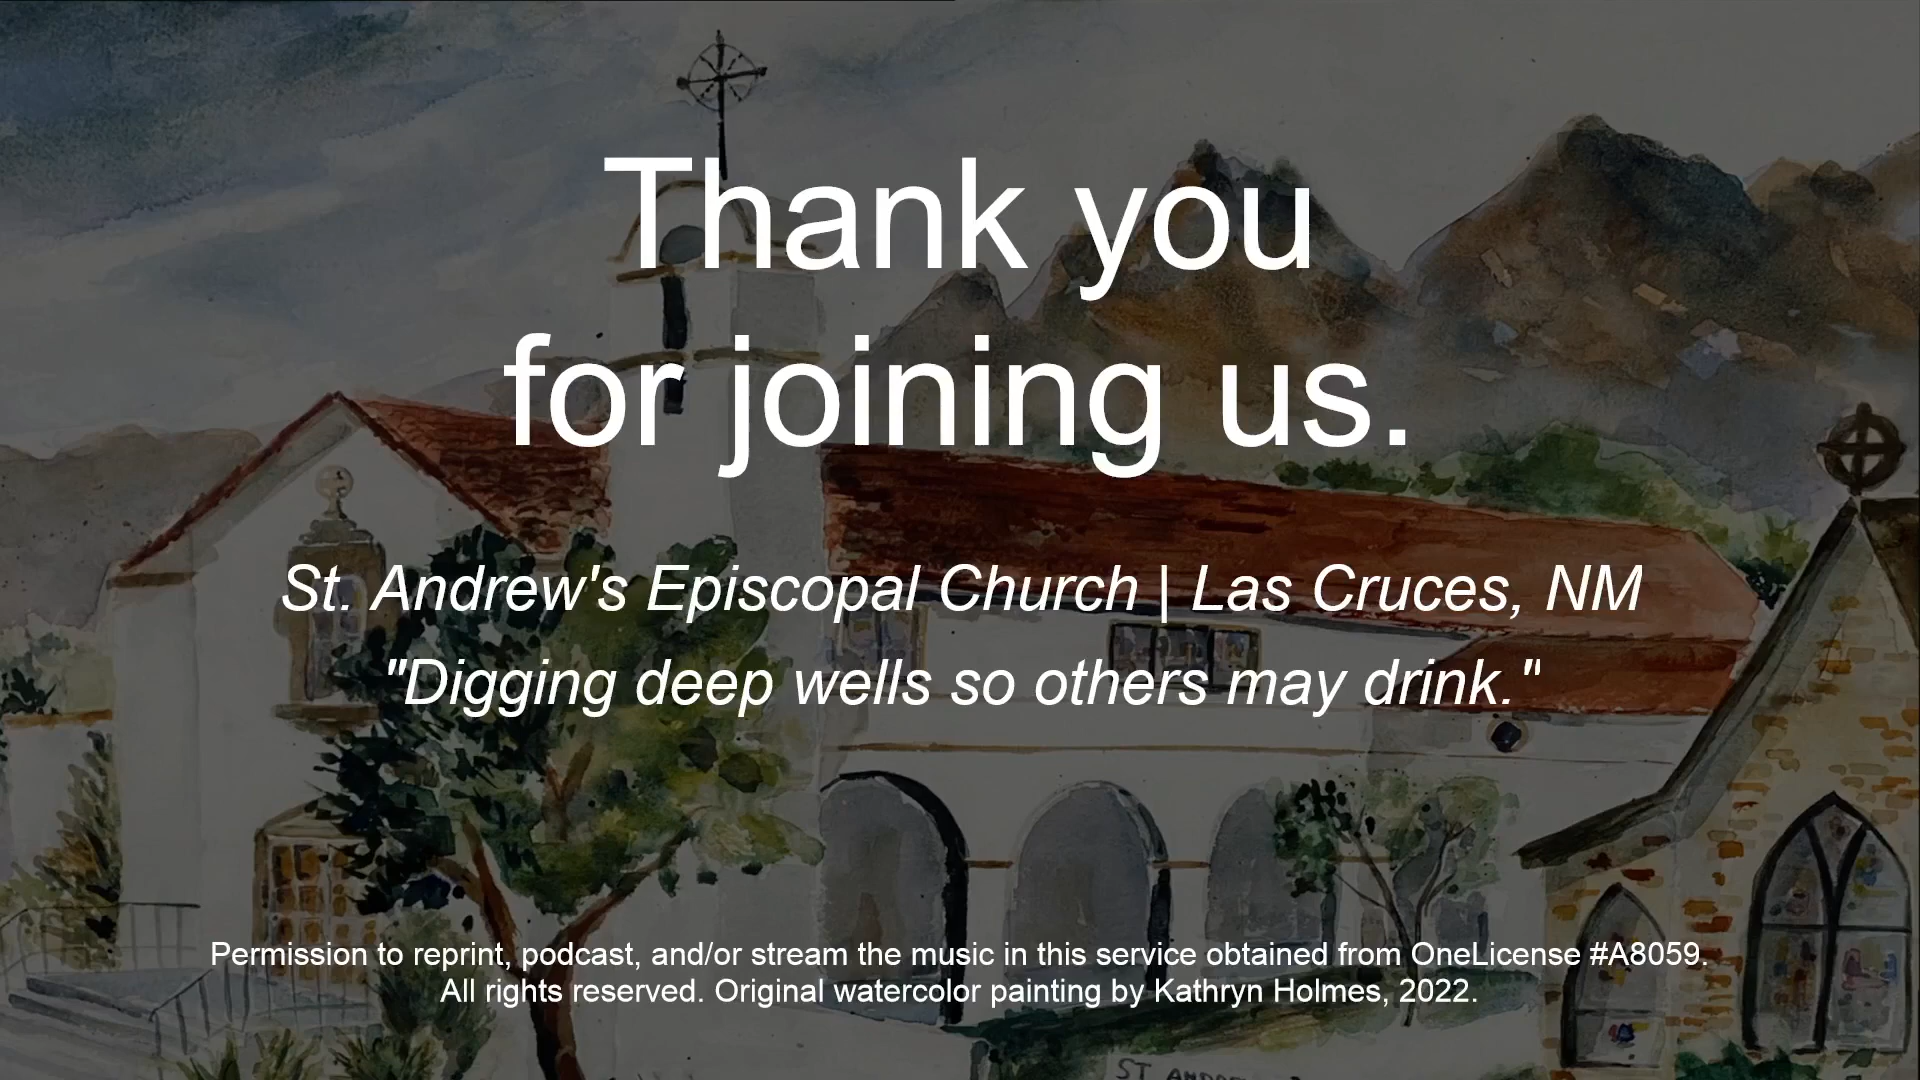 Thank you
for joining us.
St. Andrew's Episcopal Church | Las Cruces, NM
"Digging deep wells so others may drink."
Permission to reprint, podcast, and/or stream the music in this service obtained from OneLicense #A8059.
All rights reserved. Original watercolor painting by Kathryn Holmes, 2022.
ST